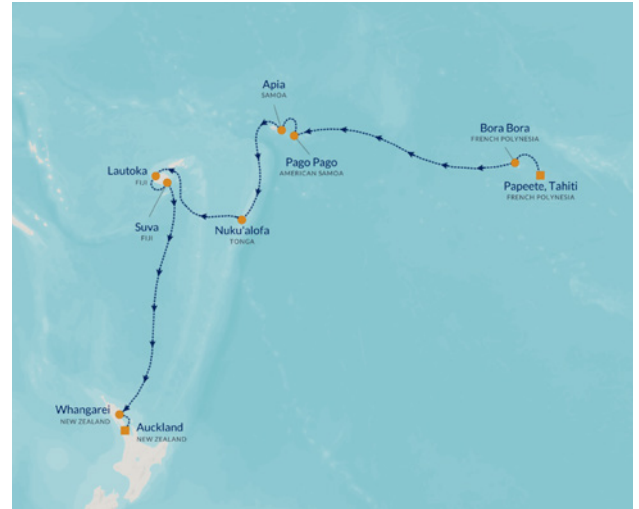 Apia
SAMOA
Pago Pago
AMERICAN SAMOA
Bora Bora
FRENCH POLYNESIA
Papeete, Tahiti
FRENCH POLYNESIA
Lautoka
FIJI
Suva
FIJI
Nuku'alofa
TONGA
Whangarei
NEW ZEALAND
Auckland
NEW ZEALAND